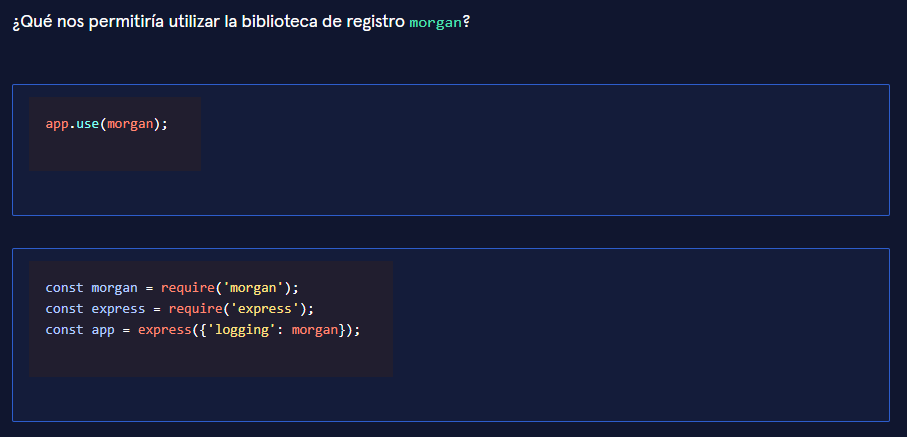 ¿Qué nos permitiría utilizar la biblioteca de registro morgan?
app.use(morgan);
const morgan = require('morgan');
const express = require('express');
const app = express({'logging': morgan});